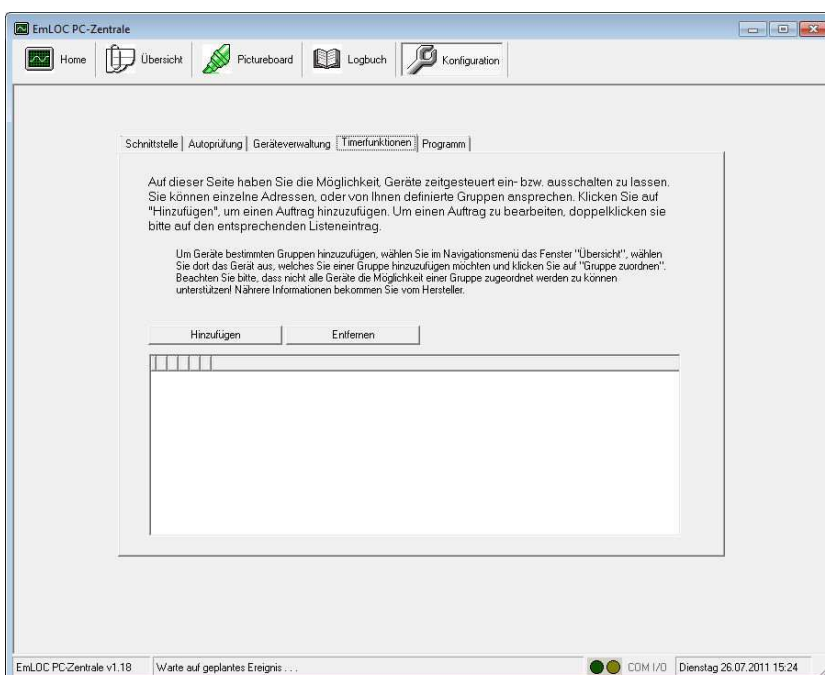 EmLOC PC-Zentrale
Home
Übersicht
Pictureboard
Logbuch
Konfiguration
Schnittstelle
Autoprüfung
Geräteverwaltung
Timerfunktionen
Programm
Auf dieser Seite haben Sie die Möglichkeit, Geräte zeitgesteuert ein- bzw. ausschalten zu lassen.
Sie können einzelne Adressen, oder von Ihnen definierte Gruppen ansprechen. Klicken Sie auf
"Hinzufügen", um einen Auftrag hinzuzufügen. Um einen Auftrag zu bearbeiten, doppelklicken sie
bitte auf den entsprechenden Listeneintrag.
Um Geräte bestimmten Gruppen hinzuzufügen, wählen Sie im Navigationsmenü das Fenster "Übersicht", wählen
Sie dort das Gerät aus, welches Sie einer Gruppe hinzuzufügen möchten und klicken Sie auf "Gruppe zuordnen".
Beachten Sie bitte, dass nicht alle Geräte die Möglichkeit einer Gruppe zugeordnet werden zu können
unterstützen! Nährere Informationen bekommen Sie vom Hersteller.
Hinzufügen
Entfernen
EmLOC PC-Zentrale v1.18
Warte auf geplantes Ereignis . . .
COM I/O
Dienstag 26.07.2011 15:24